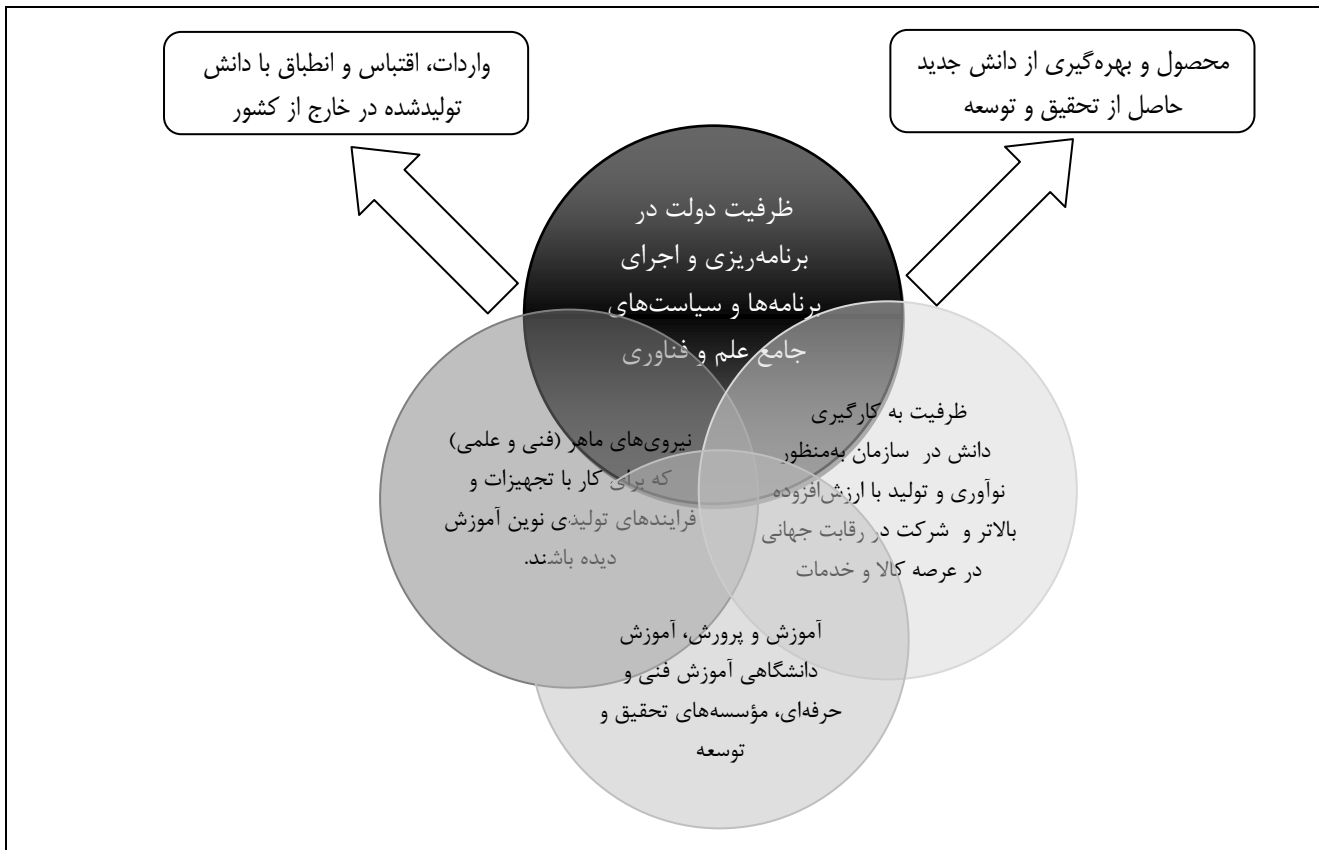 محصول و بهره‌گیری از دانش جدید
حاصل از تحقیق و توسعه
واردات، اقتباس و انطباق با دانش
تولیدشده در خارج از کشور
ظرفیت دولت در
برنامه‌ریزی و اجرای
برنامه‌ها و سیاست‌های
جامع علم و فناوری
ظرفیت به کارگیری
دانش در سازمان به‌منظور
نوآوری و تولید با ارزش‌افزوده
بالاتر و شرکت در رقابت جهانی
در عرصه کالا و خدمات
نیروی‌های ماهر (فنی و علمی)
که برای کار با تجهیزات و
فرایندهای تولیدی نوین آموزش
دیده باشند.
آموزش و پرورش، آموزش
دانشگاهی آموزش فنی و
حرفه‌ای، مؤسسه‌های تحقیق و
توسعه